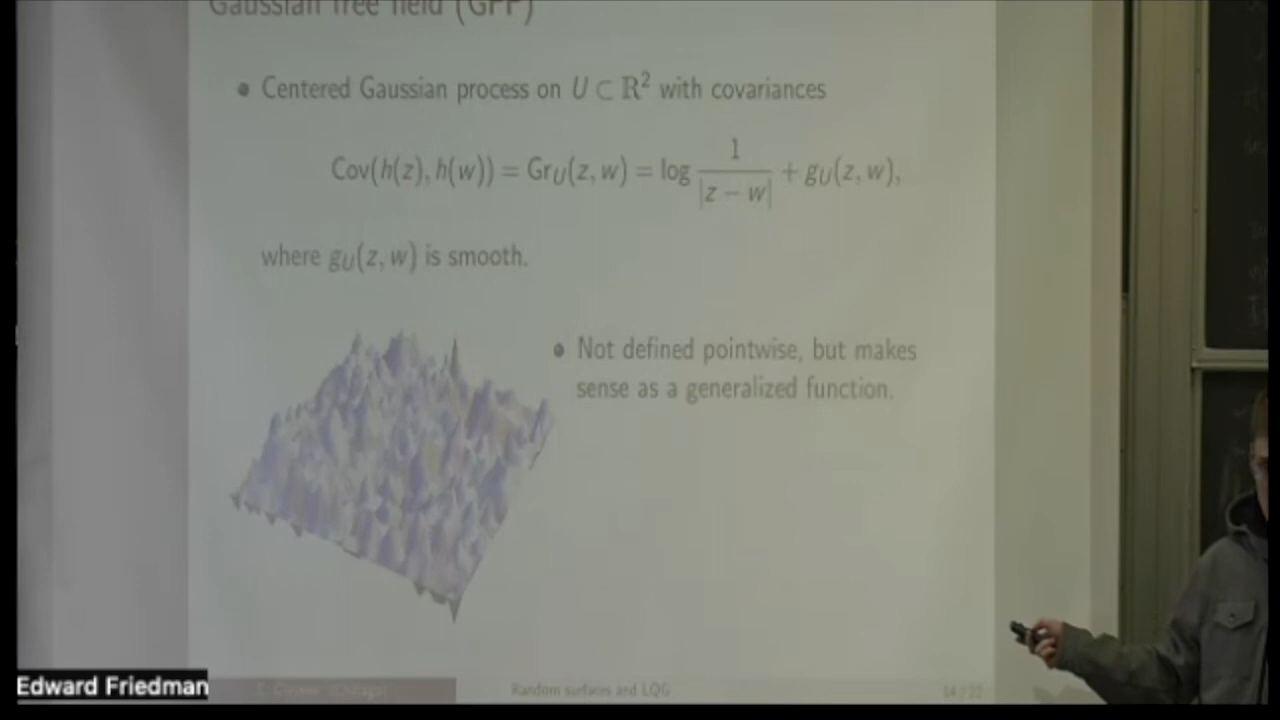 Gaussian free field (GFF)
• Centered Gaussian process on U ⊂ ℝ² with covariances
Cov(h(z), h(w)) = Gr_U(z, w) = log 1/|z − w| + g_U(z, w),
where g_U(z, w) is smooth.
• Not defined pointwise, but makes
sense as a generalized function.
Edward Friedman
(Chicago)
Random surfaces and LQG